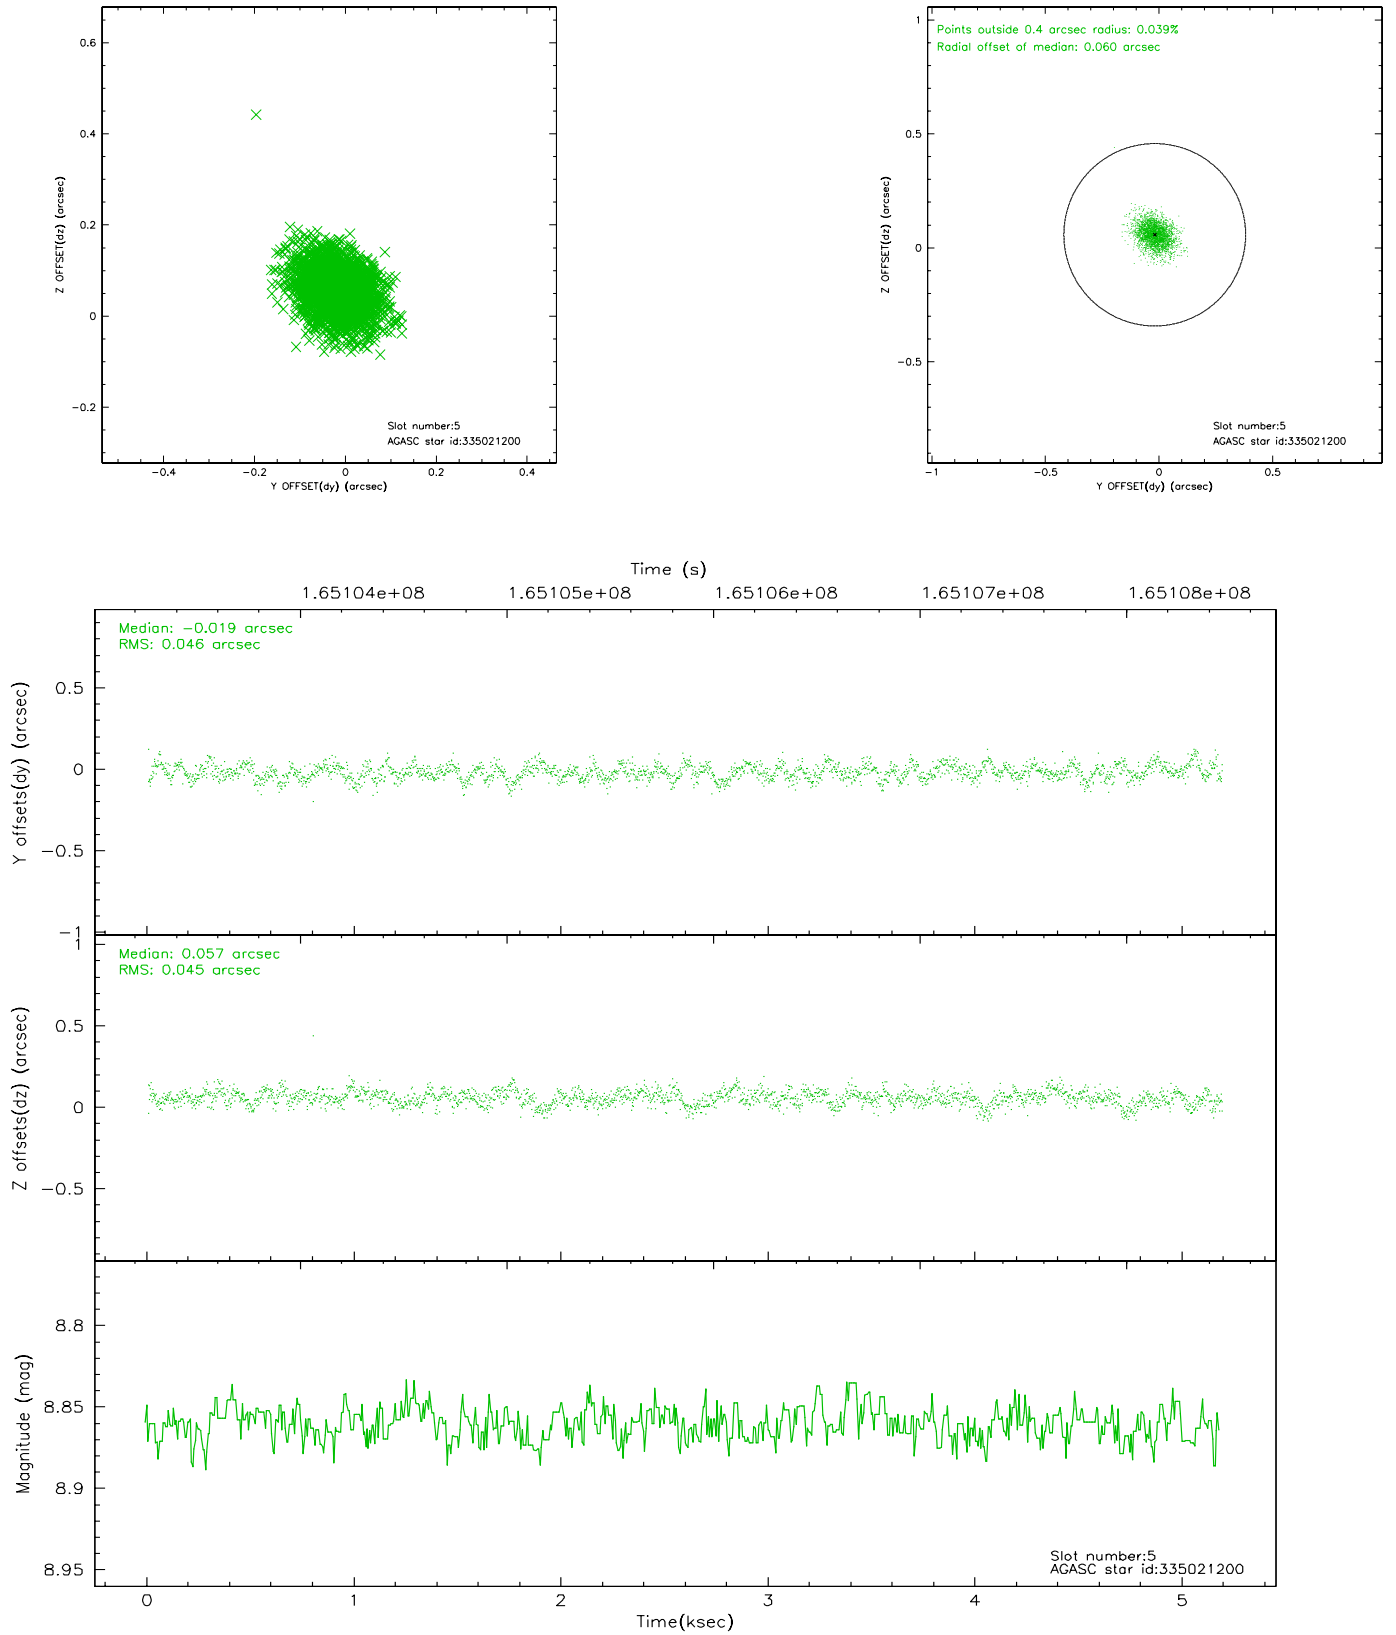 0.6
0.4
0.2
0
−0.2
Z OFFSET(dz) (arcsec)
Slot number:5
AGASC star id:335021200
−0.4 −0.2 0 0.2 0.4
Y OFFSET(dy) (arcsec)
Points outside 0.4 arcsec radius: 0.039%
Radial offset of median: 0.060 arcsec
1
0.5
0
−0.5
Z OFFSET(dz) (arcsec)
Slot number:5
AGASC star id:335021200
−1 −0.5 0 0.5
Y OFFSET(dy) (arcsec)
Time (s)
1.65104e+08 1.65105e+08 1.65106e+08 1.65107e+08 1.65108e+08
Median: −0.019 arcsec
RMS: 0.046 arcsec
0.5
0
−0.5
−1
Y offsets(dy) (arcsec)
Median: 0.057 arcsec
RMS: 0.045 arcsec
1
0.5
0
−0.5
Z offsets(dz) (arcsec)
8.8
8.85
8.9
8.95
Magnitude (mag)
Slot number:5
AGASC star id:335021200
0 1 2 3 4 5
Time(ksec)